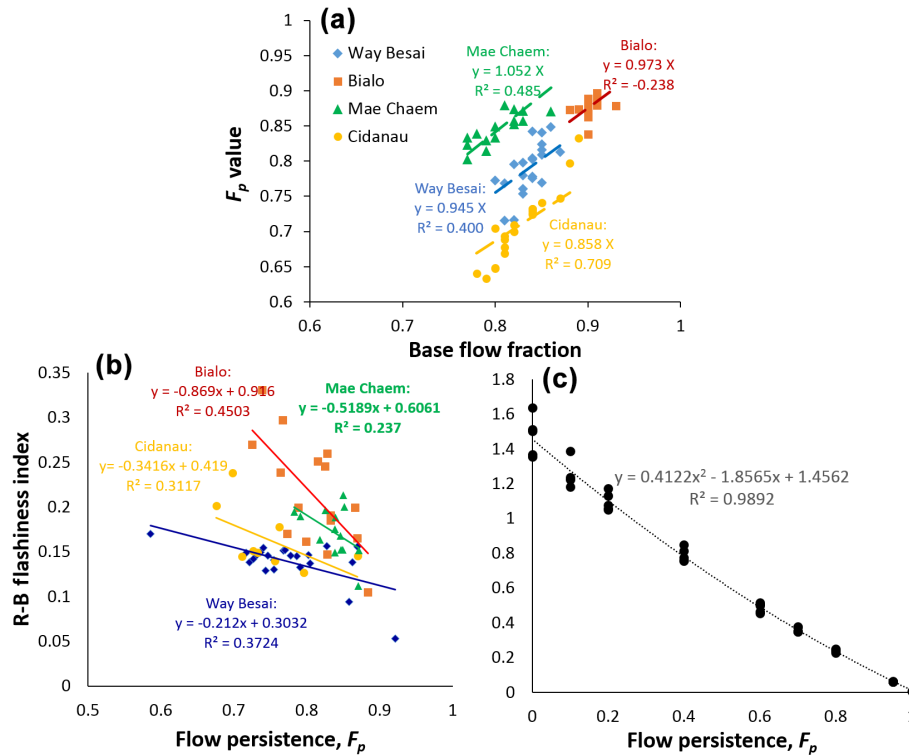 (a)
1
0.95
0.9
0.85
0.8
0.75
0.7
0.65
0.6
Fp value
Way Besai
Bialo
Mae Chaem
Cidanau
Mae Chaem:
y = 1.052 X
R² = 0.485
Bialo:
y = 0.973 X
R² = -0.238
Way Besai:
y = 0.945 X
R² = 0.400
Cidanau:
y = 0.858 X
R² = 0.709
0.6 0.7 0.8 0.9 1
Base flow fraction
(b)
0.35
0.3
0.25
0.2
0.15
0.1
0.05
0
R-B flashiness index
Bialo:
y = -0.869x + 0.916
R² = 0.4503
Mae Chaem:
y = -0.5189x + 0.6061
R² = 0.237
Cidanau:
y= -0.3416x + 0.419
R² = 0.3117
Way Besai:
y = -0.212x + 0.3032
R² = 0.3724
0.5 0.6 0.7 0.8 0.9 1
Flow persistence, Fp
(c)
1.8
1.6
1.4
1.2
1
0.8
0.6
0.4
0.2
0
y = 0.4122x² - 1.8565x + 1.4562
R² = 0.9892
0 0.2 0.4 0.6 0.8 1
Flow persistence, Fp